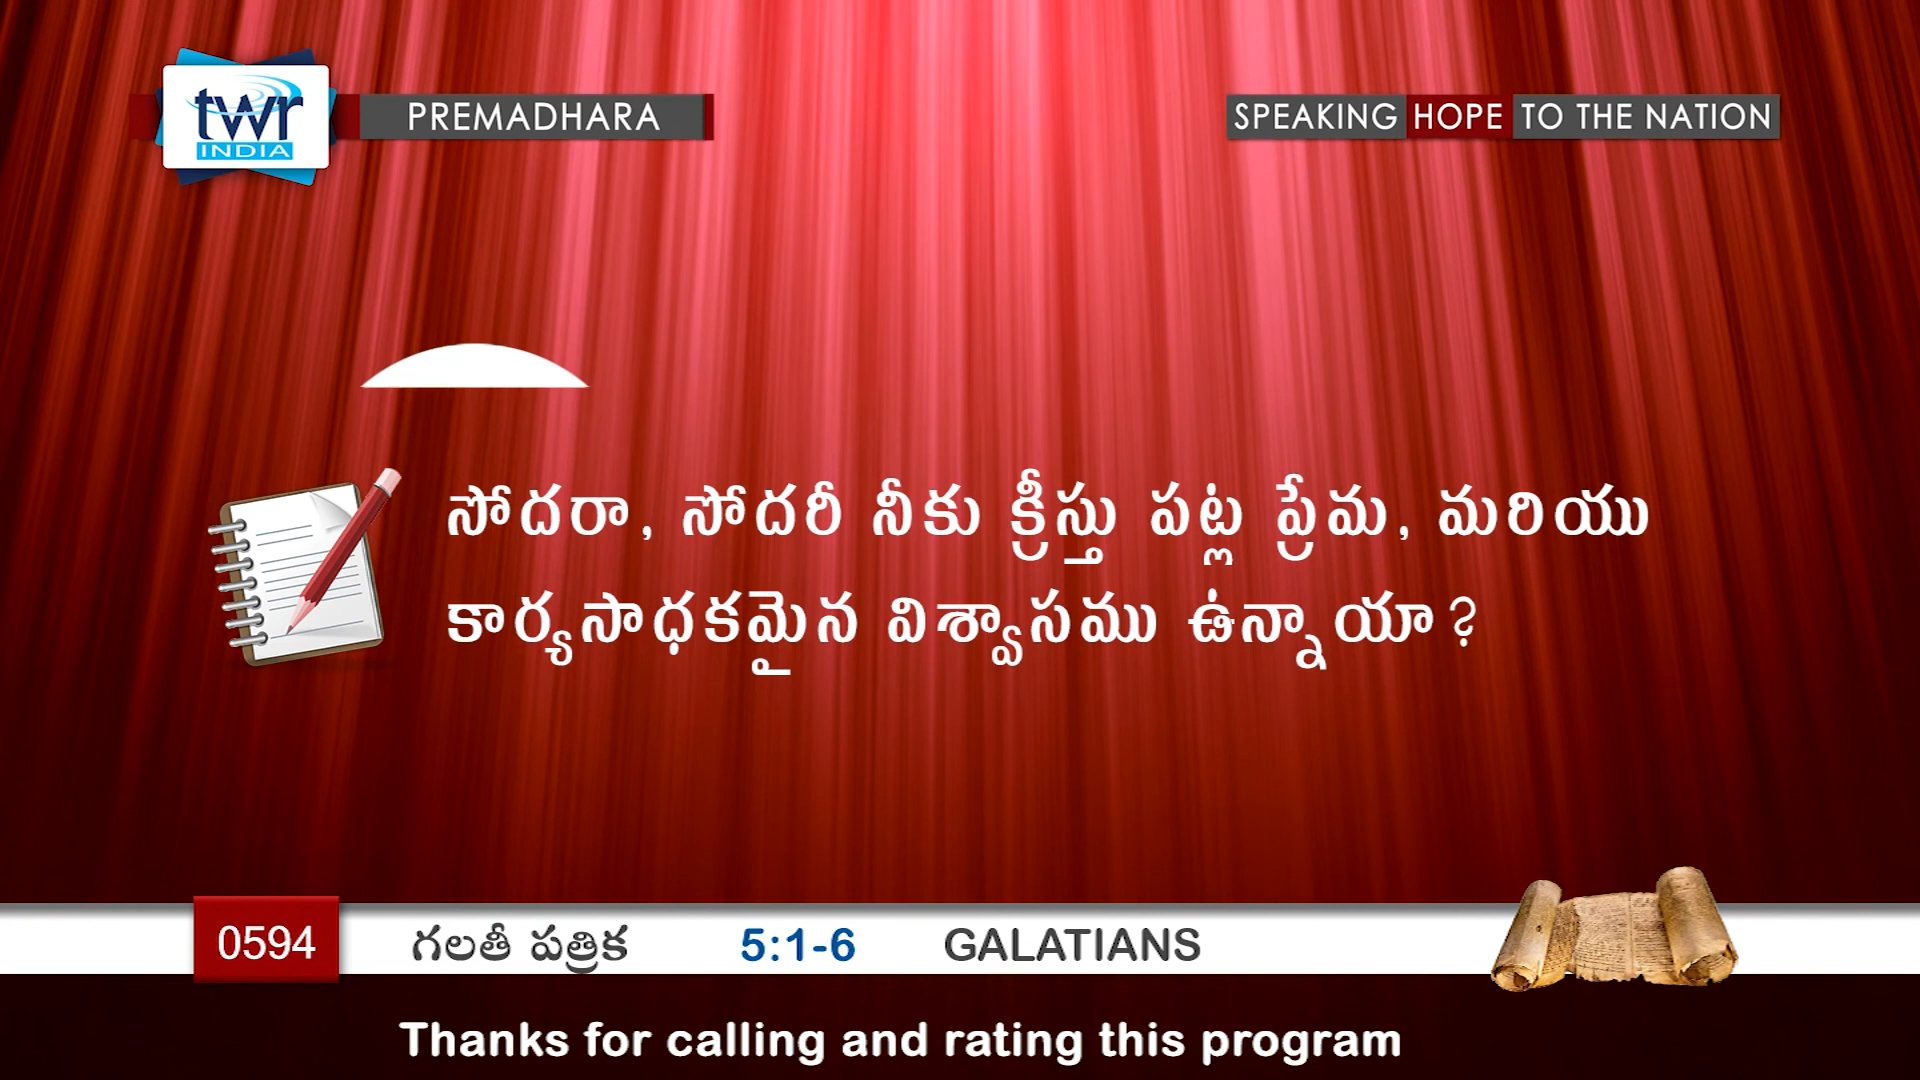 twr
INDIA
PREMADHARA
SPEAKING HOPE TO THE NATION
సోదరా, సోదరీ నీకు క్రీస్తు పట్ల ప్రేమ, మరియు
కార్యసాధకమైన విశ్వాసము ఉన్నాయా?
0594 గలతీ పత్రిక 5:1-6 GALATIANS
Thanks for calling and rating this program